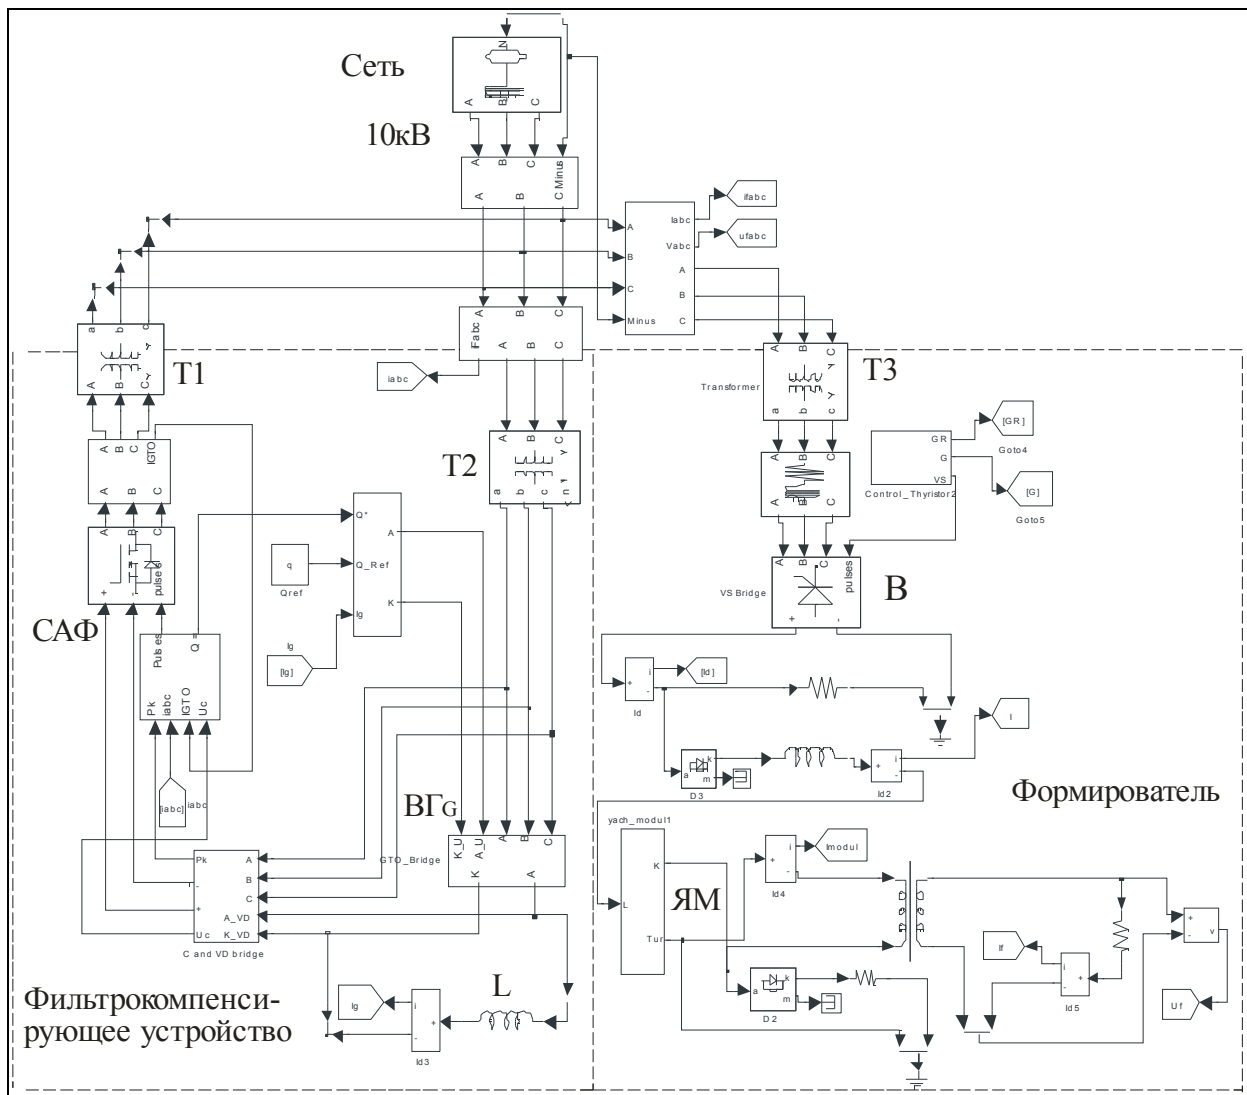 Сеть
N
A
B
C
10кВ
A
B
C
Minus
A
B
C
Iabc
Vabc
A
B
C
A
B
C
Minus
ifabc
ufabc
a
b
c
A
B
C
T1
iFabc
A
B
C
A
B
C
iabc
T2
A
B
C
a
b
c
n
Transformer
T3
A
B
C
a
b
c
A
B
C
A
B
C
GR
G
VS
Control_Thyristor2
[GR]
Goto4
[G]
Goto5
A
B
C
IGTO
A
B
C
A
B
C
+
-
pulses
САФ
Q*
Q_Ref
Ig
A
K
q
Qref
Ig
[Ig]
A
B
C
pulses
+
-
VS Bridge
В
Pulses
Q
Pk
iabc
IGTO
Uc
[iabc]
iabc
+
i
-
Id
[Id]
a
k
m
D3
+
i
-
Id2
I
Формирователь
ВГG
GTO_Bridge
K_U
A_U
A
B
C
K
A
Pk
-
+
Uc
A
B
C
A_VD
K_VD
C and VD bridge
yach_modul1
K
L
Tur
ЯМ
+
i
-
Id4
Imodul
a
k
m
D2
If
i
-
+
Id5
+
-
v
Uf
Фильтрокомпенси-
рующее устройство
Ig
i
-
+
Id3
L